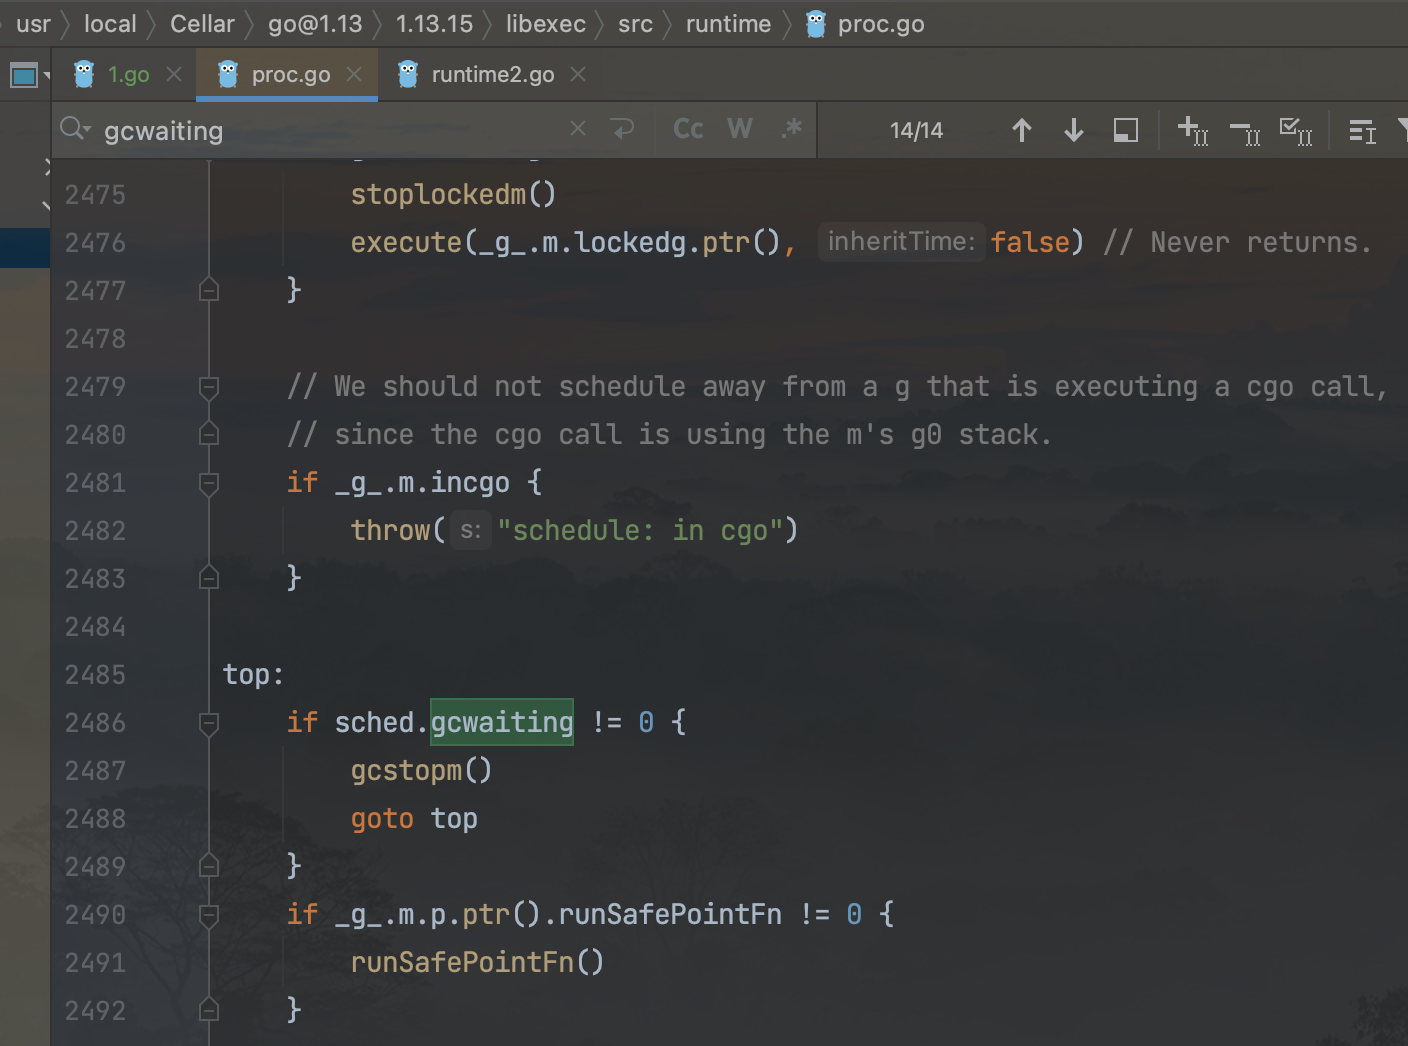 usr local Cellar go@1.13 1.13.15 libexec src runtime proc.go
1.go proc.go runtime2.go
gcwaiting Cc W .* 14/14
2475 stoplockedm()
2476 execute(_g_.m.lockedg.ptr(), inheritTime: false) // Never returns.
2477 }
2478
2479 // We should not schedule away from a g that is executing a cgo call,
2480 // since the cgo call is using the m's g0 stack.
2481 if _g_.m.incgo {
2482 throw( s: "schedule: in cgo")
2483 }
2484
2485 top:
2486 if sched.gcwaiting != 0 {
2487 gcstopm()
2488 goto top
2489 }
2490 if _g_.m.p.ptr().runSafePointFn != 0 {
2491 runSafePointFn()
2492 }